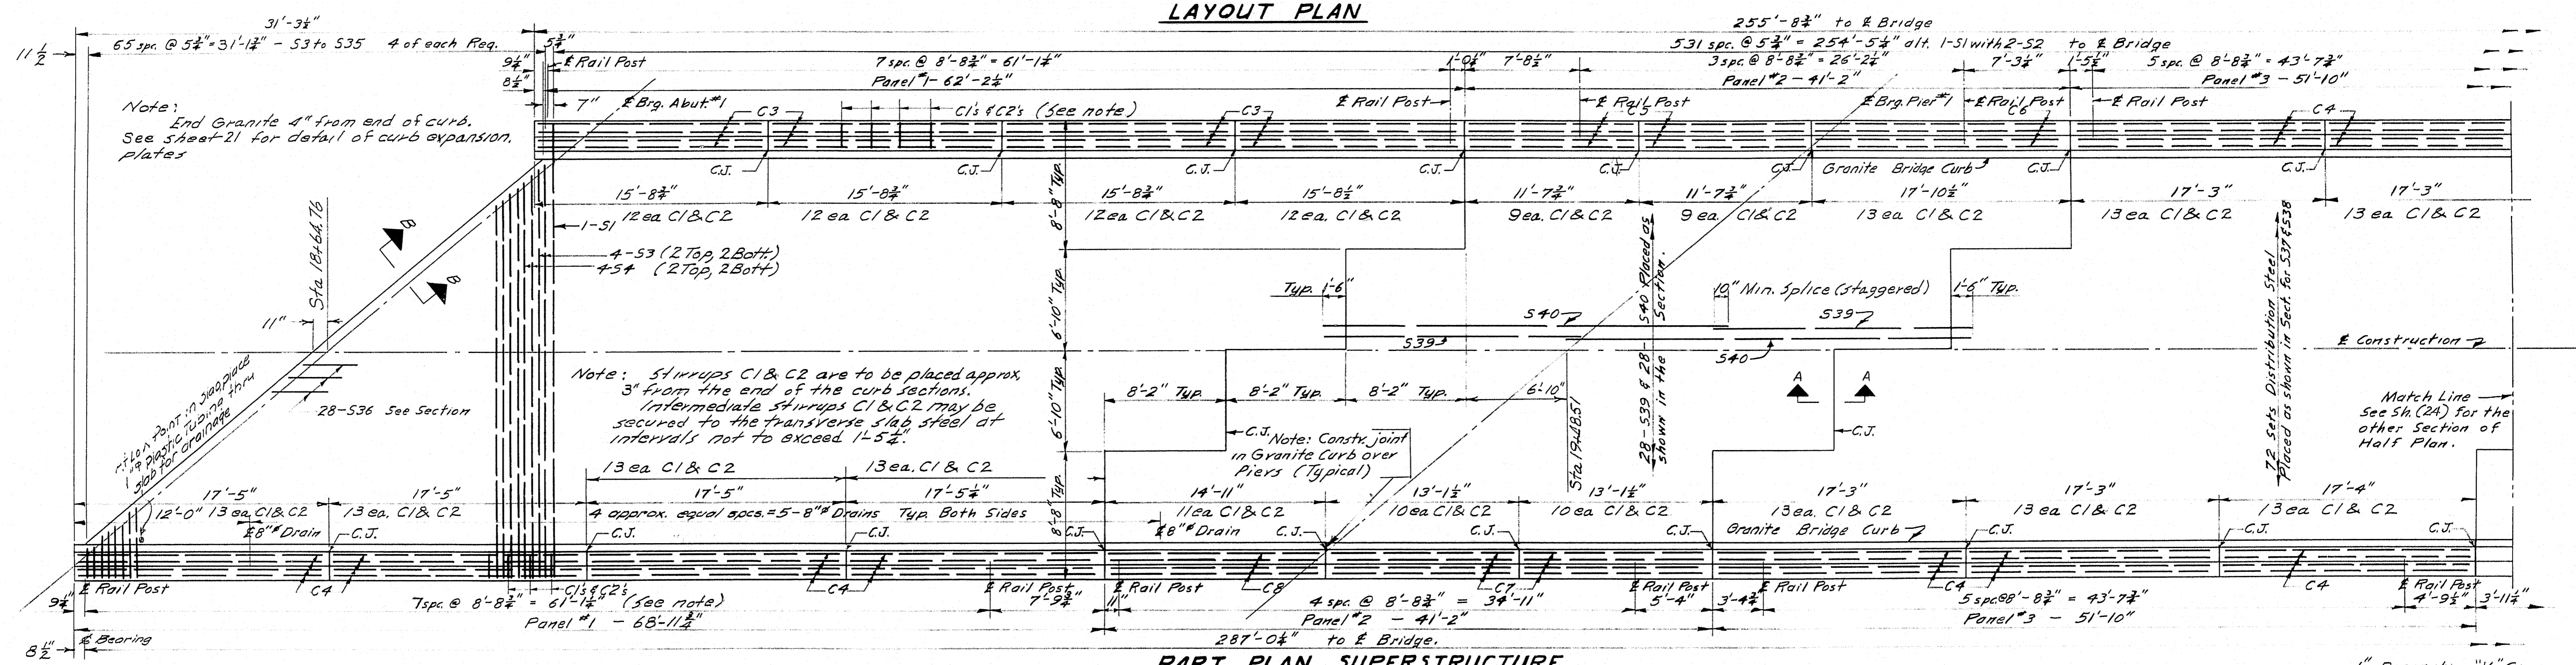 LAYOUT PLAN
31'-3½"
255'-8¾" to ℄ Bridge
11½
65 spc. @ 5¾" = 31'-1¾" - S3 to S35 4 of each Req.
5¾"
531 spc. @ 5¾" = 254'-5¼" alt. 1-S1 with 2-S2 to ℄ Bridge
9¼"
℄ Rail Post
7 spc. @ 8'-8¾" = 61'-1¼"
1'-0¾"
7'-8½"
3 spc. @ 8'-8¾" = 26'-2¼"
7'-3¼"
5 spc. @ 8'-8¾" = 43'-7¾"
8½"
Panel #1 - 62'-2¼"
Panel #2 - 41'-2"
Panel #3 - 51'-10"
7"
℄ Brg. Abut. #1
C3
C1's & C2's (See note)
C3
℄ Rail Post
℄ Rail Post
C5
℄ Brg. Pier #1
℄ Rail Post
C6
℄ Rail Post
C4
Note:
End Granite 4" from end of curb.
See sheet 21 for detail of curb expansion.
plates
C.J.
C.J.
C.J.
C.J.
C.J.
C.J.
Granite Bridge Curb
C.J.
C.J.
15'-8¾"
15'-8¾"
15'-8¾"
15'-8½"
11'-7¾"
11'-7¾"
17'-10½"
17'-3"
17'-3"
12 ea C1 & C2
12 ea C1 & C2
12 ea C1 & C2
12 ea. C1 & C2
9 ea. C1 & C2
9 ea C1 & C2
13 ea C1 & C2
13 ea C1 & C2
13 ea C1 & C2
8'-8" Typ.
1-S1
4-S3 (2 Top, 2 Bott.)
4-S4 (2 Top, 2 Bott)
Sta 18+64.76
B
B
11"
6'-10" Typ.
Typ. 1'-6"
10" Min. Splice (staggered)
1'-6" Typ.
S40
S39
S39
S40
28-S39 & 28-S40 Placed as
shown in the Section.
72 Sets Distribution Steel
Placed as shown in Sect. for S37 & S38
℄ Construction
Note: Stirrups C1 & C2 are to be placed approx.
3" from the end of the curb sections.
Intermediate stirrups C1 & C2 may be
secured to the transverse slab steel at
intervals not to exceed 1'-5¼".
28-S36 See Section
Plastic Tubing thru
slab for drainage
6'-10" Typ.
8'-2" Typ.
8'-2" Typ.
8'-2" Typ.
6'-10"
A
A
Match Line
See Sh. (24) for the
other Section of
Half Plan.
C.J.
Note: Constr. joint
in Granite Curb over
Piers (Typical)
C.J.
Sta 19+48.51
13 ea C1 & C2
13 ea. C1 & C2
17'-5"
17'-5"
17'-5"
17'-5¼"
8'-8" Typ.
14'-11"
13'-1½"
13'-1½"
17'-3"
17'-3"
17'-4"
12'-0"
13 ea. C1 & C2
13 ea. C1 & C2
4 approx. equal spcs. = 5-8"ø Drains Typ. Both Sides
11 ea C1 & C2
10 ea C1 & C2
10 ea C1 & C2
13 ea. C1 & C2
13 ea C1 & C2
13 ea C1 & C2
℄ 8"ø Drain
C.J.
C.J.
C.J.
C.J.
℄ 8"ø Drain
C.J.
C.J.
C.J.
Granite Bridge Curb
C.J.
C.J.
C.J.
℄ Rail Post
C4
C1's & C2's
C4
℄ Rail Post
℄ Rail Post
C8
C7
℄ Rail Post
℄ Rail Post
C4
C4
℄ Rail Post
9¼"
7 spc. @ 8'-8¾" = 61'-1¼" (See note)
7'-9¾"
11"
4 spc. @ 8'-8¾" = 34'-11"
5'-4"
3'-4¾"
5 spc @ 8'-8¾" = 43'-7¾"
4'-9½"
3'-11¼"
Panel #1 - 68'-11¾"
Panel #2 - 41'-2"
Panel #3 - 51'-10"
℄ Bearing
287'-0¼" to ℄ Bridge.
8½"
PART PLAN SUPERSTRUCTURE